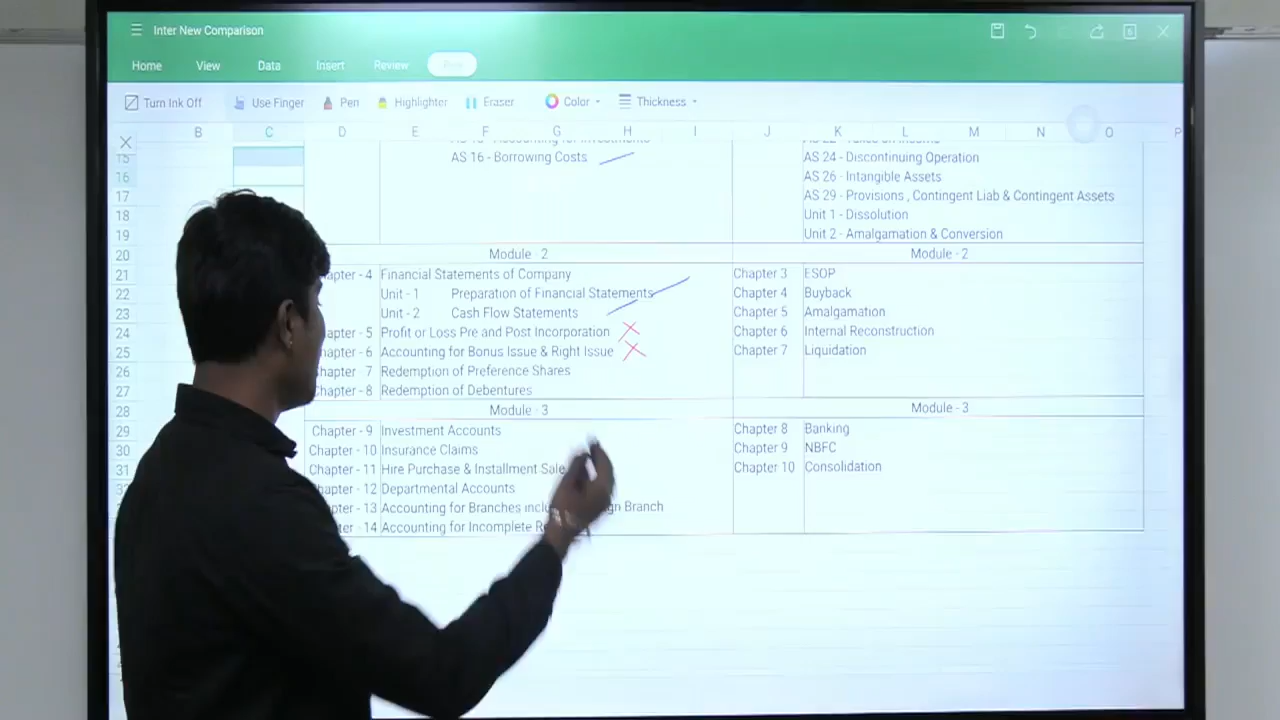 Inter New Comparison
Home View Data Insert Review
Turn Ink Off Use Finger Pen Highlighter Eraser Color Thickness
B C D E F G H I J K L M N O P
15
16 AS 16 - Borrowing Costs AS 24 - Discontinuing Operation
AS 26 - Intangible Assets
17 AS 29 - Provisions , Contingent Liab & Contingent Assets
18 Unit 1 - Dissolution
19 Unit 2 - Amalgamation & Conversion
20 Module - 2 Module - 2
21 - 4 Financial Statements of Company Chapter 3 ESOP
22 Unit - 1 Preparation of Financial Statements Chapter 4 Buyback
23 Unit - 2 Cash Flow Statements Chapter 5 Amalgamation
24 - 5 Profit or Loss Pre and Post Incorporation Chapter 6 Internal Reconstruction
25 - 6 Accounting for Bonus Issue & Right Issue Chapter 7 Liquidation
26 Chapter 7 Redemption of Preference Shares
27 Chapter - 8 Redemption of Debentures
28 Module - 3 Module - 3
29 Chapter - 9 Investment Accounts Chapter 8 Banking
30 Chapter - 10 Insurance Claims Chapter 9 NBFC
31 Chapter - 11 Hire Purchase & Installment Sale Chapter 10 Consolidation
Chapter - 12 Departmental Accounts
Chapter - 13 Accounting for Branches Branch
- 14 Accounting for Incomplete